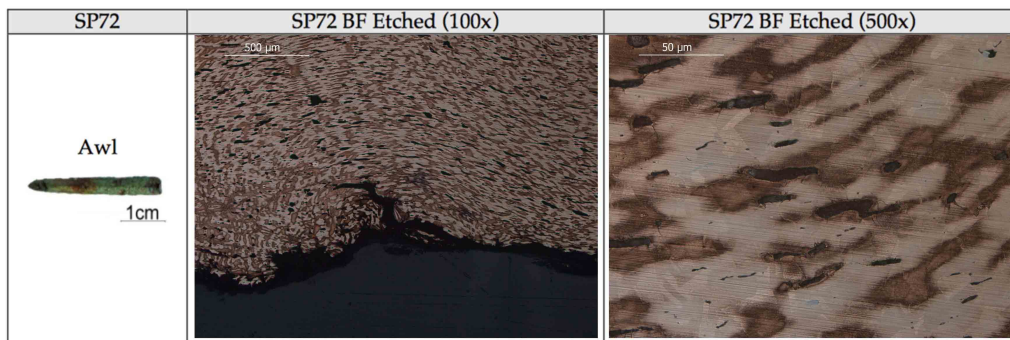 SP72
SP72 BF Etched (100x)
SP72 BF Etched (500x)
Awl
1cm
500 µm
50 µm